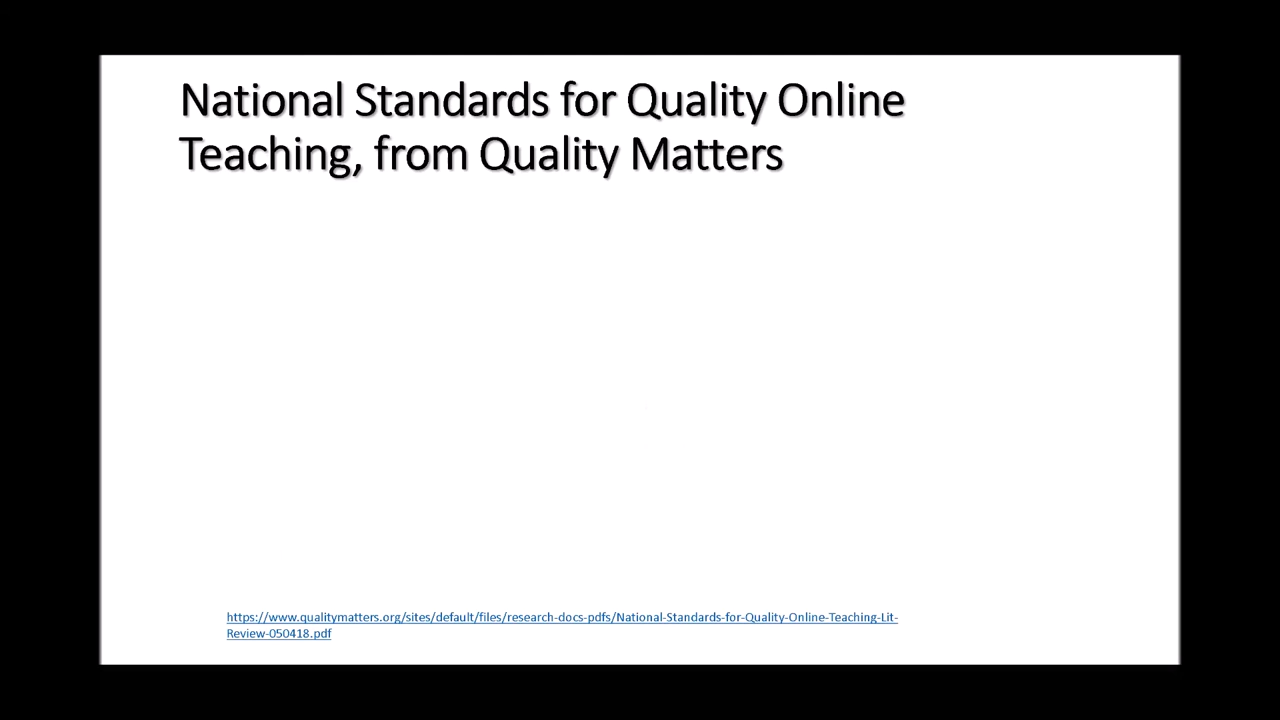 National Standards for Quality Online
Teaching, from Quality Matters
https://www.qualitymatters.org/sites/default/files/research-docs-pdfs/National-Standards-for-Quality-Online-Teaching-Lit-
Review-050418.pdf